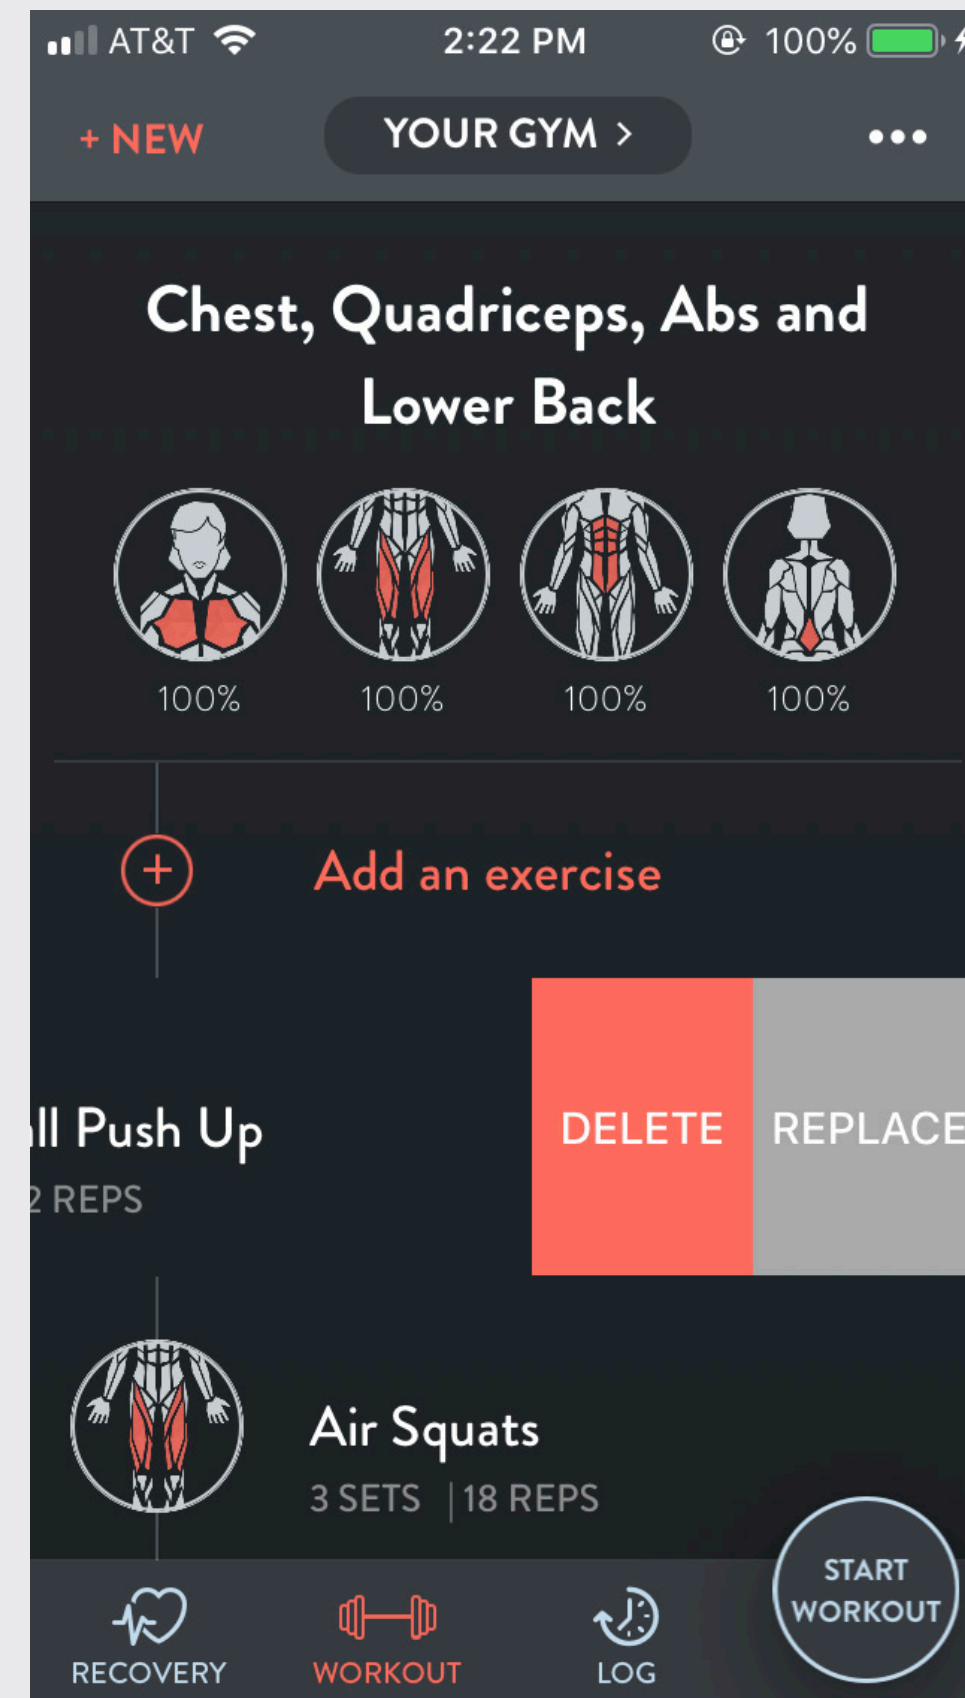 AT&T 2:22 PM 100%
+ NEW YOUR GYM > •••
Chest, Quadriceps, Abs and
Lower Back
100% 100% 100% 100%
+ Add an exercise
ll Push Up DELETE REPLACE
2 REPS
Air Squats
3 SETS | 18 REPS
START
WORKOUT
RECOVERY WORKOUT LOG